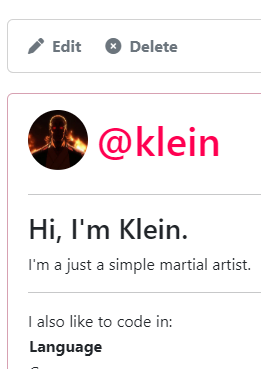 Edit Delete
@klein
Hi, I'm Klein.
I'm a just a simple martial artist.
I also like to code in:
Language